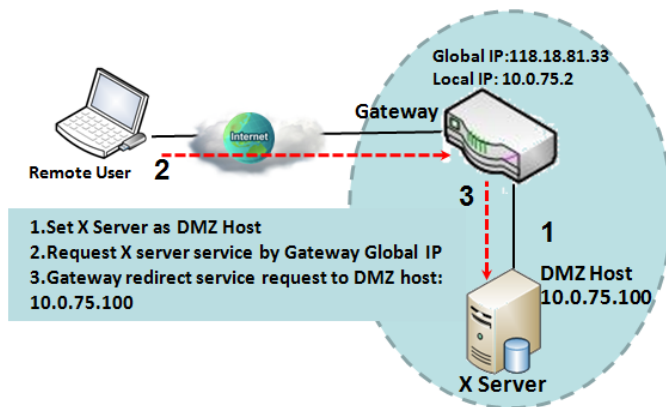 Global IP:118.18.81.33
Local IP: 10.0.75.2
Gateway
Internet
Remote User
2
3
1
1.Set X Server as DMZ Host
2.Request X server service by Gateway Global IP
3.Gateway redirect service request to DMZ host:
10.0.75.100
DMZ Host
10.0.75.100
X Server